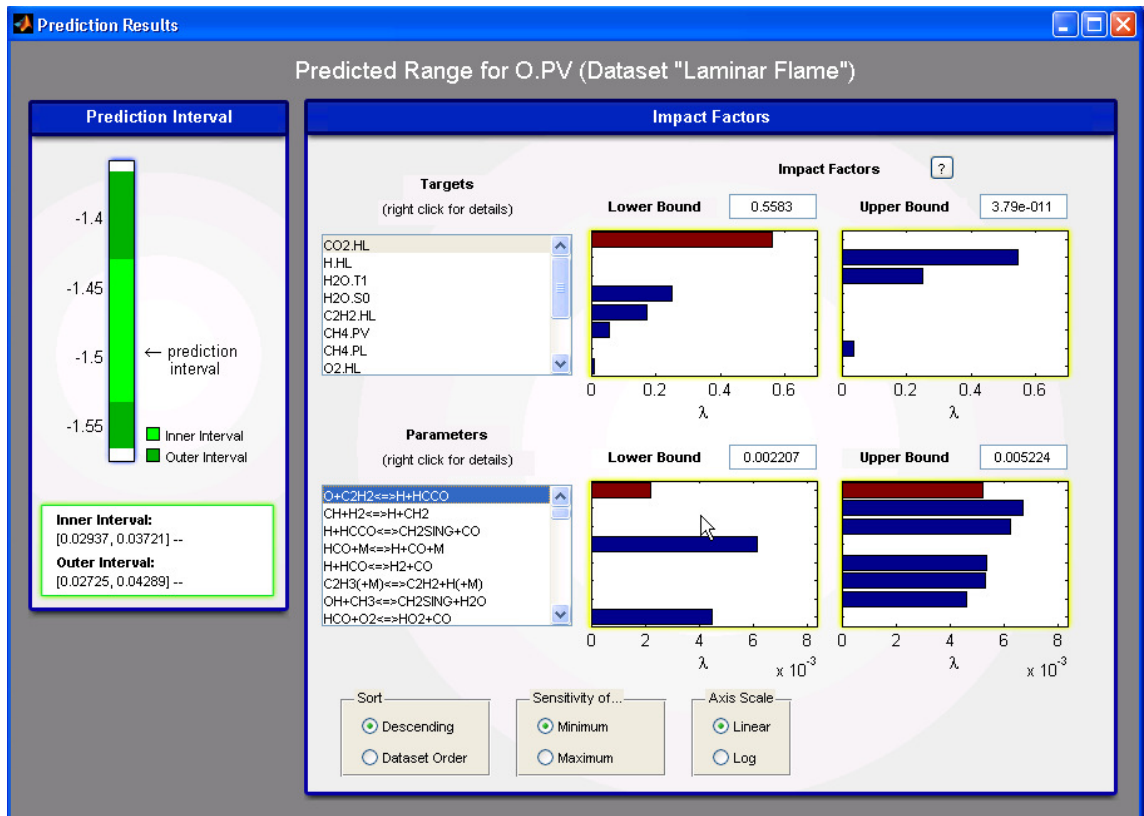 Prediction Results
Predicted Range for O.PV (Dataset "Laminar Flame")
Prediction Interval
-1.4
-1.45
-1.5
-1.55
← prediction
interval
Inner Interval
Outer Interval
Inner Interval:
[0.02937, 0.03721] --
Outer Interval:
[0.02725, 0.04289] --
Impact Factors
Targets
(right click for details)
Impact Factors ?
Lower Bound 0.5583
Upper Bound 3.79e-011
CO2.HL
H.HL
H2O.T1
H2O.S0
C2H2.HL
CH4.PV
CH4.PL
O2.HL
0 0.2 0.4 0.6
λ
0 0.2 0.4 0.6
λ
Parameters
(right click for details)
Lower Bound 0.002207
Upper Bound 0.005224
O+C2H2<=>H+HCCO
CH+H2<=>H+CH2
H+HCCO<=>CH2SING+CO
HCO+M<=>H+CO+M
H+HCO<=>H2+CO
C2H3(+M)<=>C2H2+H(+M)
OH+CH3<=>CH2SING+H2O
HCO+O2<=>HO2+CO
0 2 4 6 8
λ
x 10⁻³
0 2 4 6 8
λ
x 10⁻³
Sort
Descending
Dataset Order
Sensitivity of...
Minimum
Maximum
Axis Scale
Linear
Log